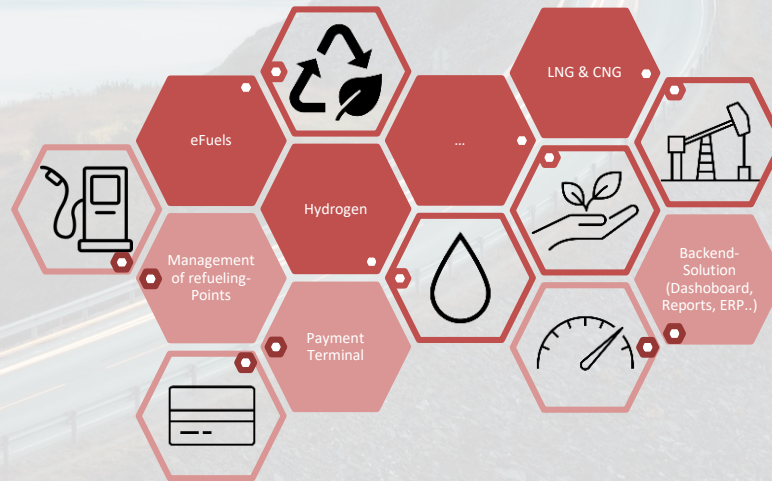 LNG & CNG
eFuels
...
Hydrogen
Management
of refueling-
Points
Backend-
Solution
(Dashoboard,
Reports, ERP..)
Payment
Terminal